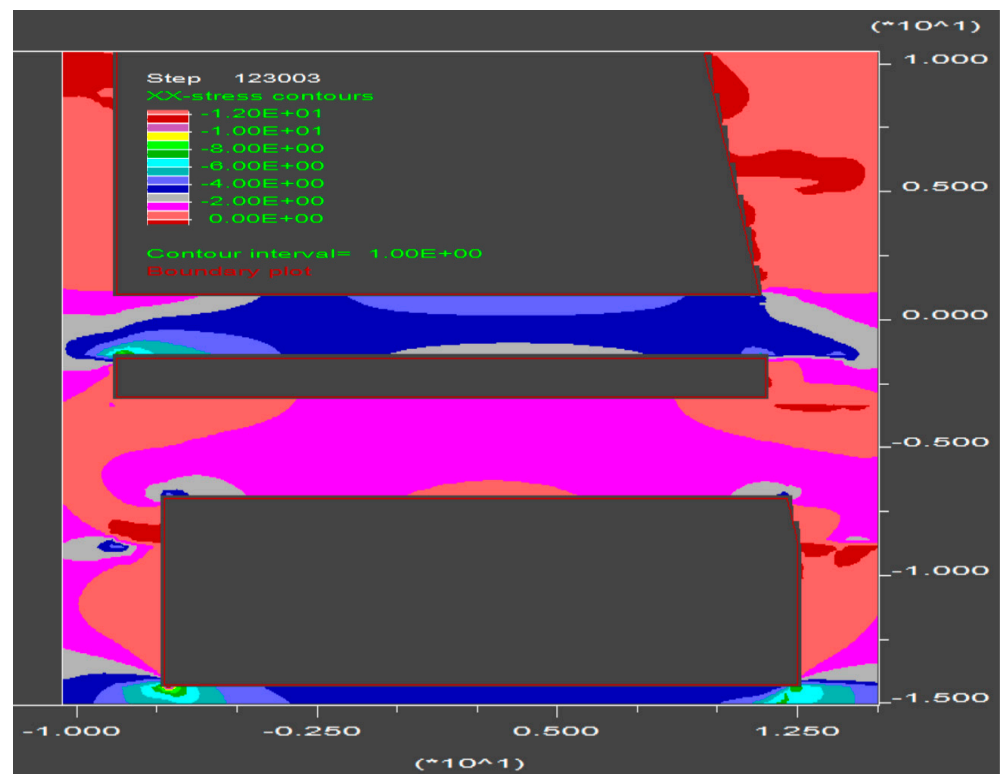 (*10^1)
1.000
Step 123003
XX-stress contours
-1.20E+01
-1.00E+01
-8.00E+00
-6.00E+00
-4.00E+00
-2.00E+00
0.00E+00
Contour interval= 1.00E+00
Boundary plot
0.500
0.000
-0.500
-1.000
-1.500
-1.000 -0.250 0.500 1.250
(*10^1)